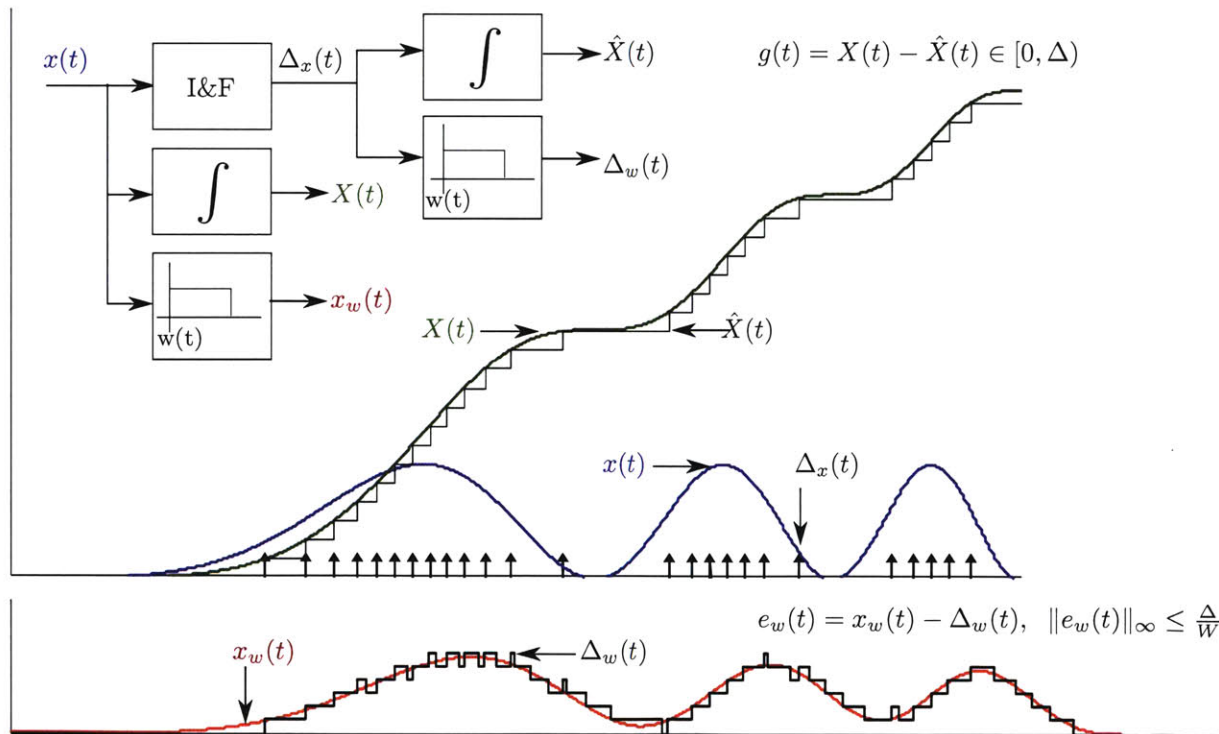 x(t)
I&F
Δ_x(t)
∫
X̂(t)
g(t) = X(t) − X̂(t) ∈ [0, Δ)
∫
X(t)
w(t)
Δ_w(t)
w(t)
x_w(t)
X(t)
X̂(t)
x(t)
Δ_x(t)
e_w(t) = x_w(t) − Δ_w(t), ‖e_w(t)‖_∞ ≤ Δ/W
x_w(t)
Δ_w(t)